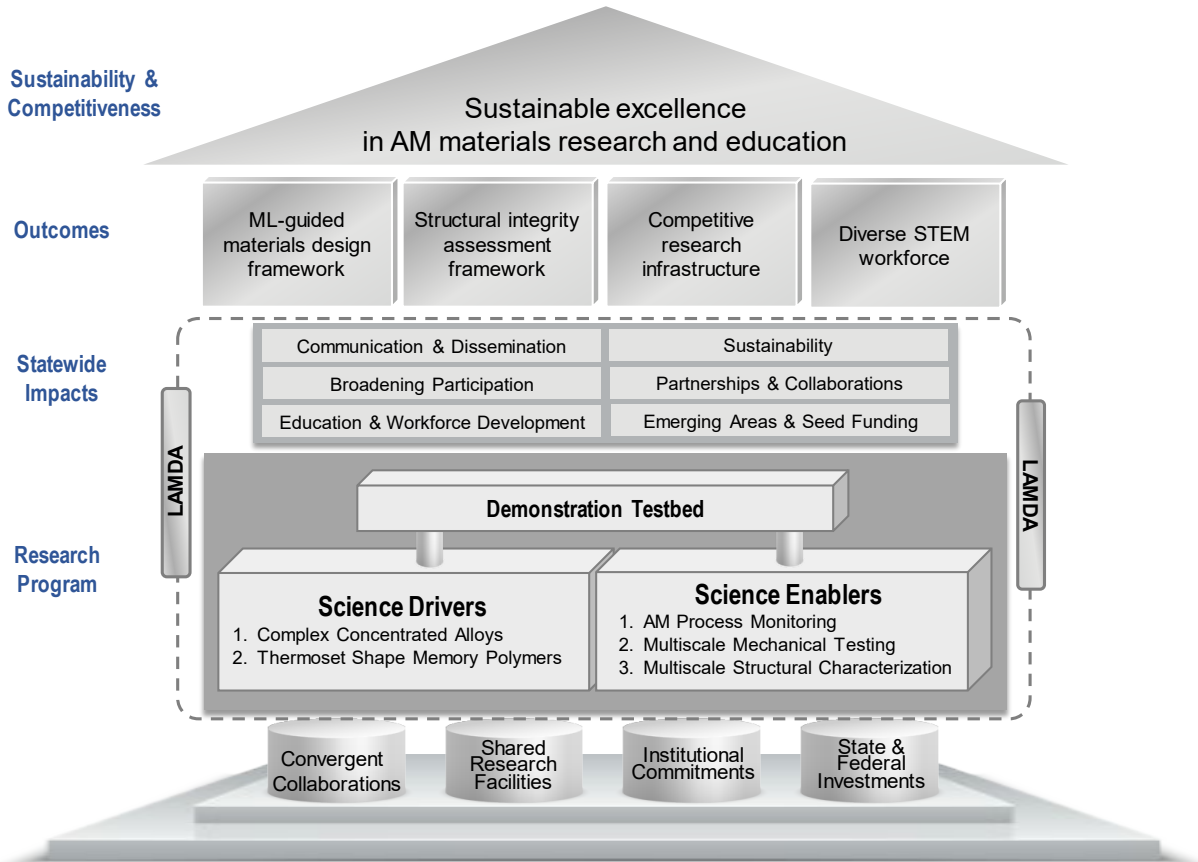 Sustainability &
Competitiveness
Sustainable excellence
in AM materials research and education
Outcomes
ML-guided
materials design
framework
Structural integrity
assessment
framework
Competitive
research
infrastructure
Diverse STEM
workforce
Statewide
Impacts
Communication & Dissemination
Sustainability
Broadening Participation
Partnerships & Collaborations
Education & Workforce Development
Emerging Areas & Seed Funding
LAMDA
LAMDA
Research
Program
Demonstration Testbed
Science Drivers
1. Complex Concentrated Alloys
2. Thermoset Shape Memory Polymers
Science Enablers
1. AM Process Monitoring
2. Multiscale Mechanical Testing
3. Multiscale Structural Characterization
Convergent
Collaborations
Shared
Research
Facilities
Institutional
Commitments
State &
Federal
Investments